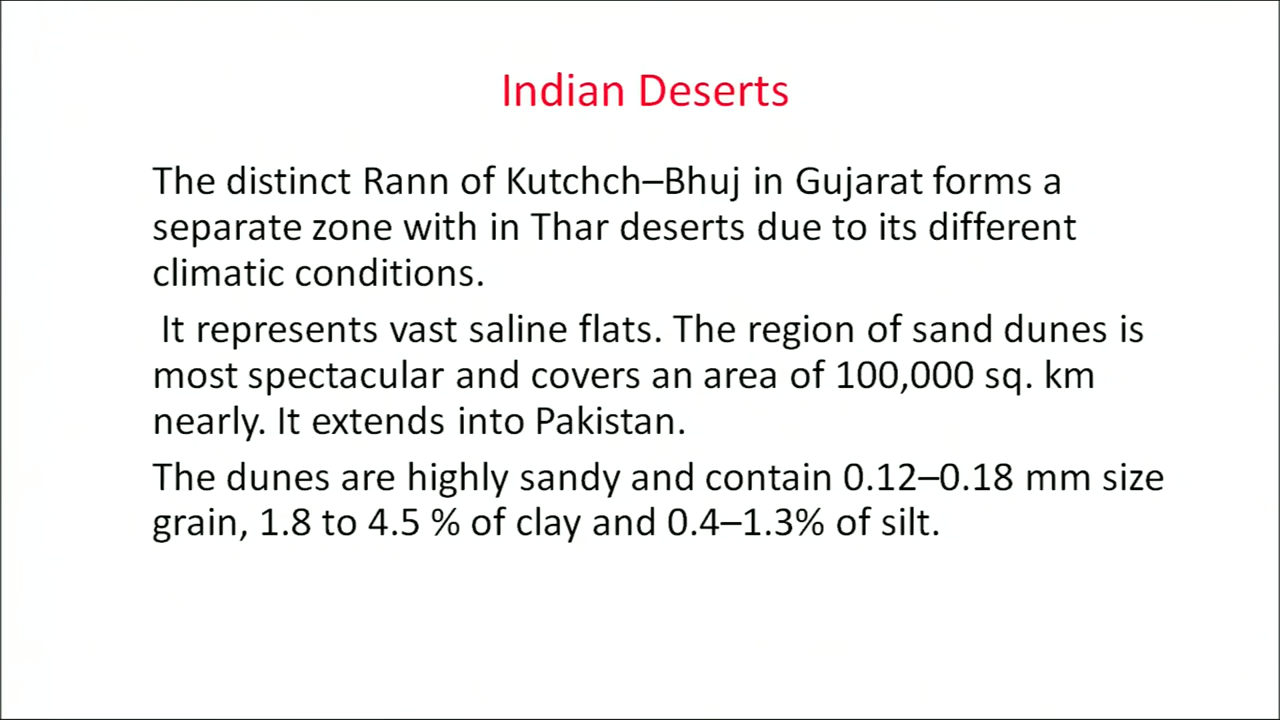 Indian Deserts
The distinct Rann of Kutchch–Bhuj in Gujarat forms a
separate zone with in Thar deserts due to its different
climatic conditions.
It represents vast saline flats. The region of sand dunes is
most spectacular and covers an area of 100,000 sq. km
nearly. It extends into Pakistan.
The dunes are highly sandy and contain 0.12–0.18 mm size
grain, 1.8 to 4.5 % of clay and 0.4–1.3% of silt.